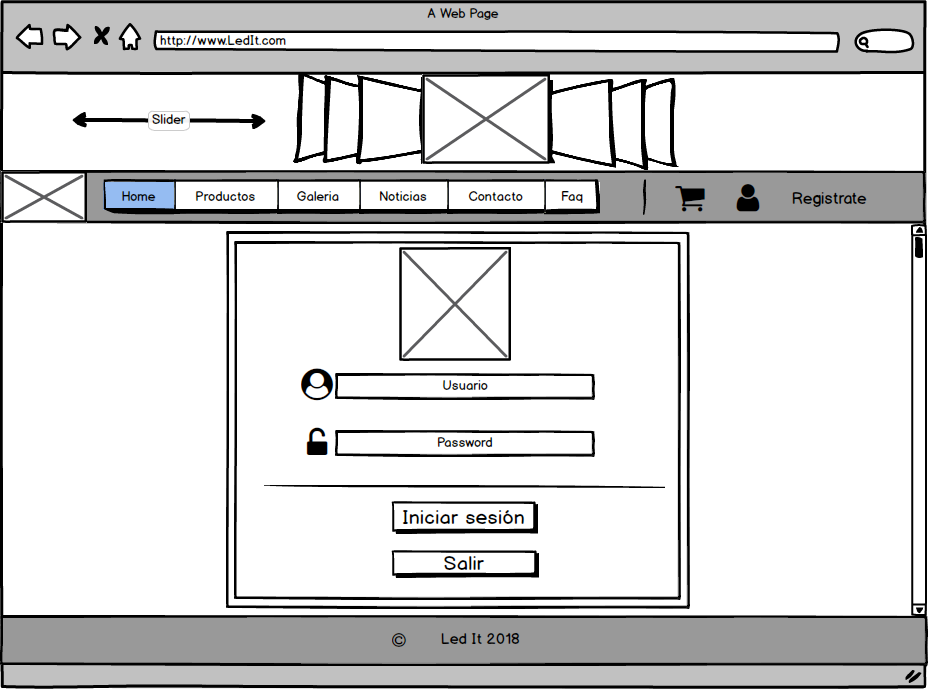 A Web Page
http://www.LedIt.com
Slider
Home Productos Galeria Noticias Contacto Faq Registrate
Usuario
Password
Iniciar sesión
Salir
© Led It 2018